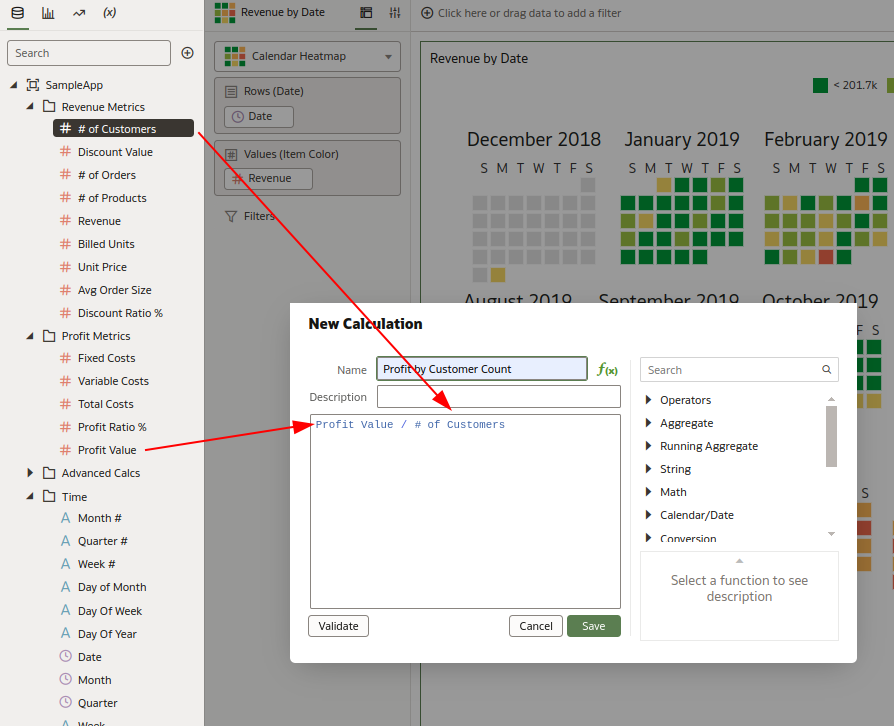 (x)
Search
SampleApp
Revenue Metrics
# of Customers
Discount Value
# of Orders
# of Products
Revenue
Billed Units
Unit Price
Avg Order Size
Discount Ratio %
Profit Metrics
Fixed Costs
Variable Costs
Total Costs
Profit Ratio %
Profit Value
Advanced Calcs
Time
A Month #
A Quarter #
A Week #
A Day of Month
A Day Of Week
A Day Of Year
Date
Month
Quarter
Week
Revenue by Date
Calendar Heatmap
Rows (Date)
Date
Values (Item Color)
Revenue
Filters
Click here or drag data to add a filter
Revenue by Date
< 201.7k
December 2018 January 2019 February 2019
S M T W T F S S M T W T F S S M T W T F S
August 2019 September 2019 October 2019
F S
S
New Calculation
Name Profit by Customer Count f(x)
Description
Profit Value / # of Customers
Validate Cancel Save
Search
Operators
Aggregate
Running Aggregate
String
Math
Calendar/Date
Conversion
Select a function to see
description